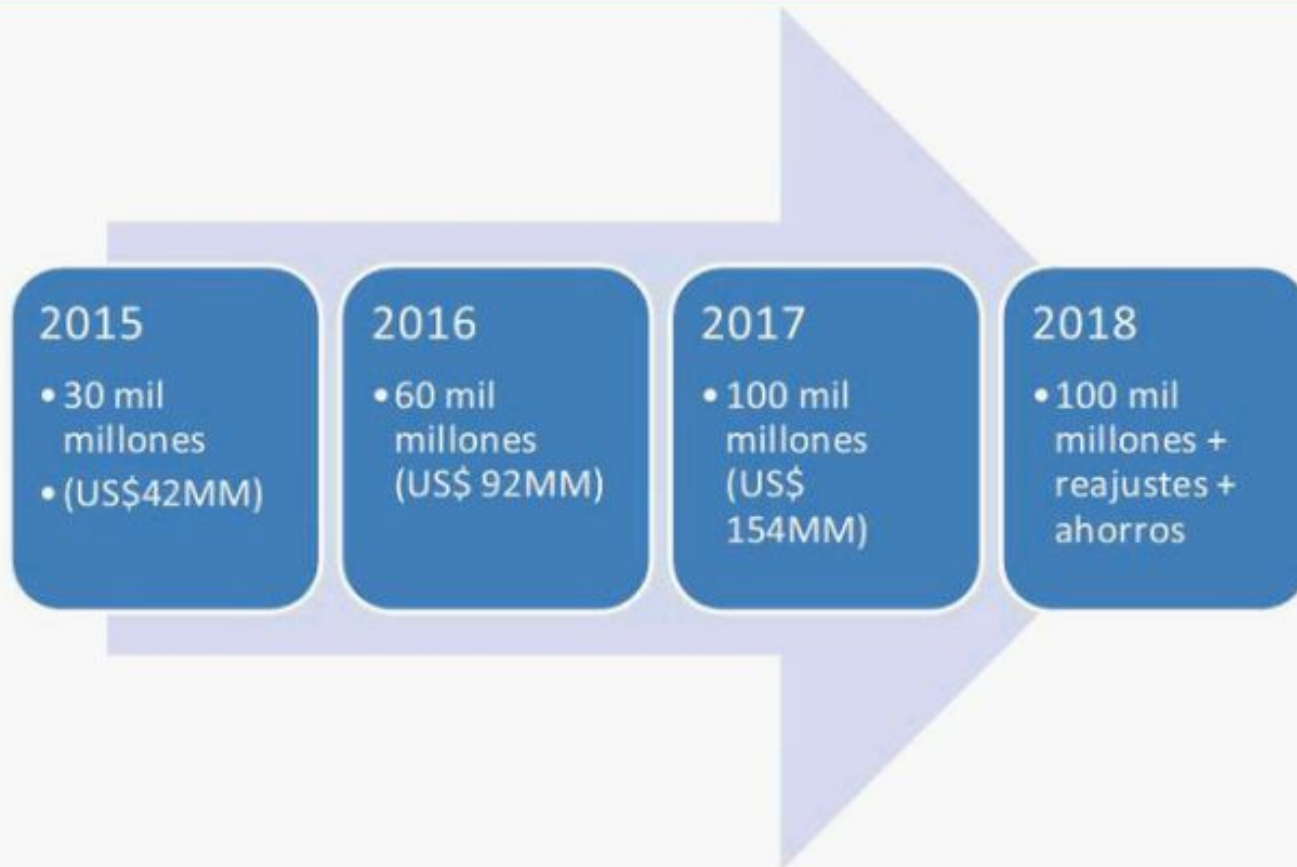 2015
• 30 mil
millones
• (US$42MM)
2016
• 60 mil
millones
(US$ 92MM)
2017
• 100 mil
millones
(US$
154MM)
2018
• 100 mil
millones +
reajustes +
ahorros